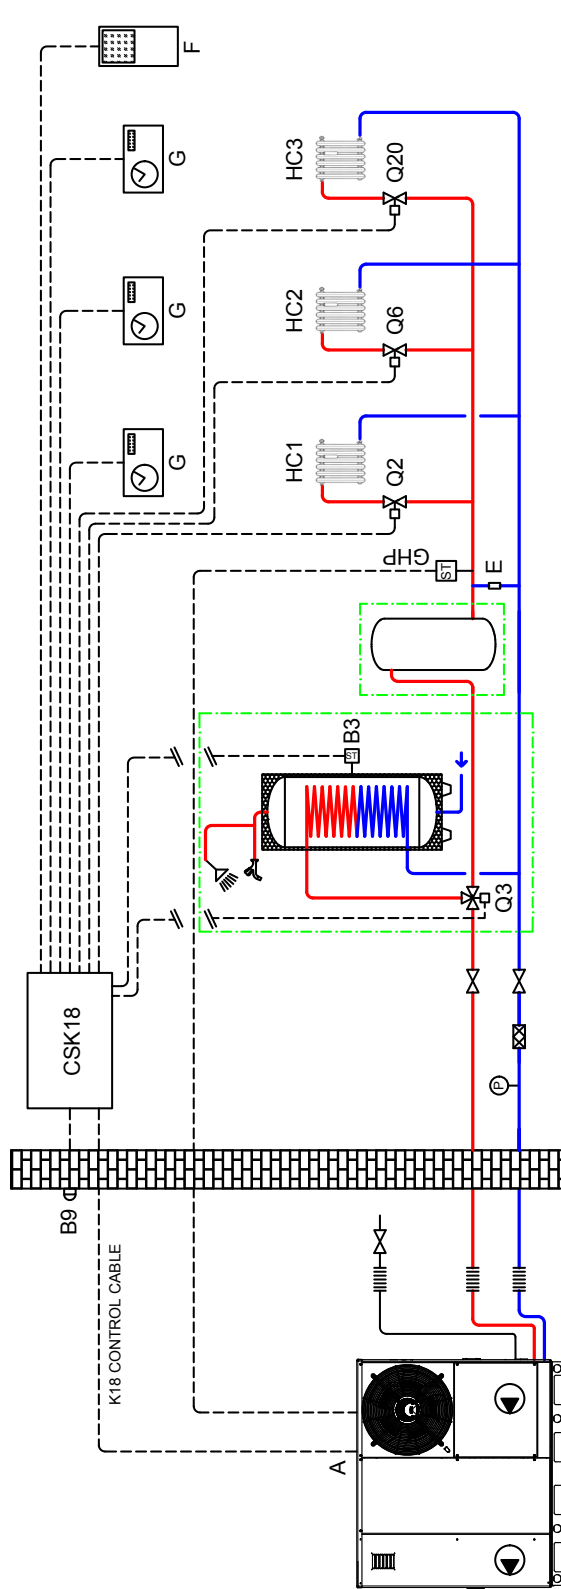 F
G
G
G
HC3
Q20
HC2
Q6
HC1
Q2
GHP
ST
E
B3
ST
Q3
CSK18
P
B9
K18 CONTROL CABLE
A